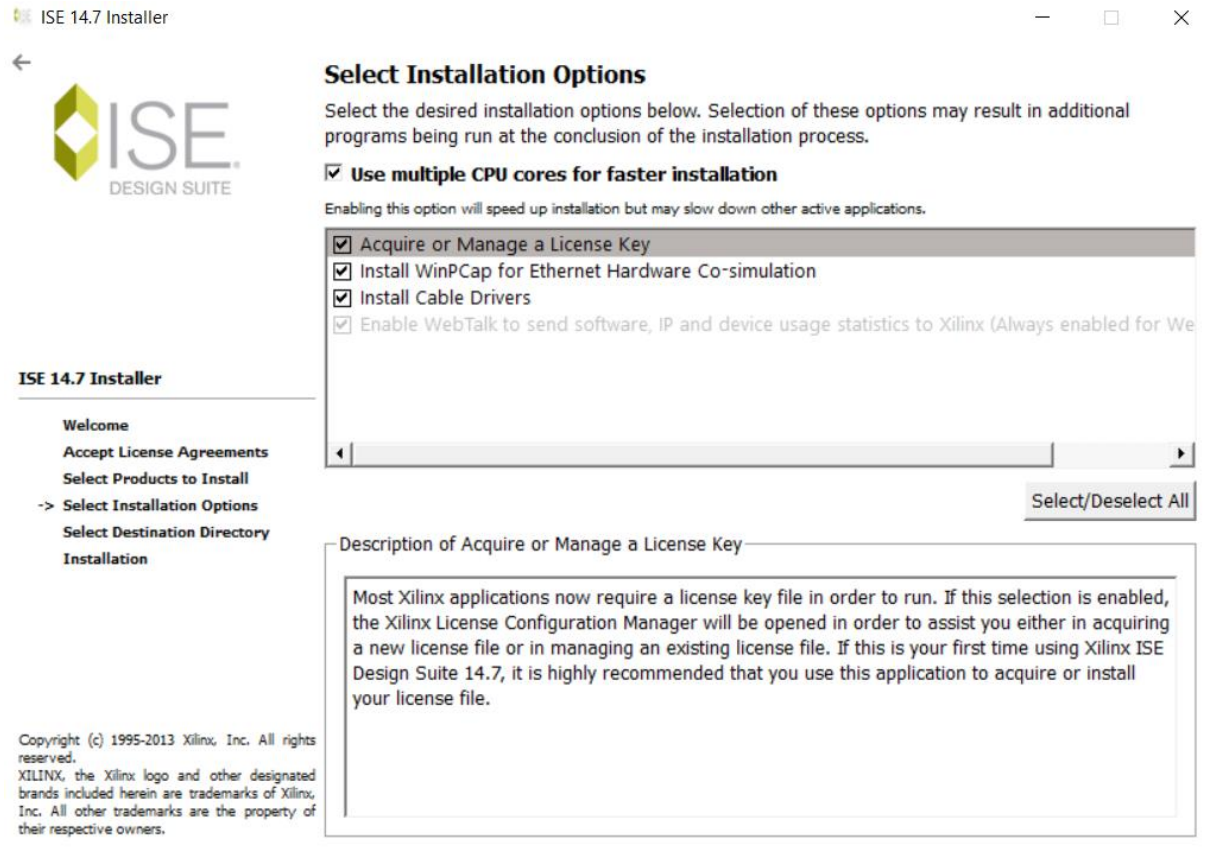 ISE 14.7 Installer
ISE
DESIGN SUITE
ISE 14.7 Installer
Welcome
Accept License Agreements
Select Products to Install
-> Select Installation Options
Select Destination Directory
Installation
Copyright (c) 1995-2013 Xilinx, Inc. All rights
reserved.
XILINX, the Xilinx logo and other designated
brands included herein are trademarks of Xilinx,
Inc. All other trademarks are the property of
their respective owners.
Select Installation Options
Select the desired installation options below. Selection of these options may result in additional
programs being run at the conclusion of the installation process.
Use multiple CPU cores for faster installation
Enabling this option will speed up installation but may slow down other active applications.
Acquire or Manage a License Key
Install WinPCap for Ethernet Hardware Co-simulation
Install Cable Drivers
Enable WebTalk to send software, IP and device usage statistics to Xilinx (Always enabled for We
Select/Deselect All
Description of Acquire or Manage a License Key
Most Xilinx applications now require a license key file in order to run. If this selection is enabled,
the Xilinx License Configuration Manager will be opened in order to assist you either in acquiring
a new license file or in managing an existing license file. If this is your first time using Xilinx ISE
Design Suite 14.7, it is highly recommended that you use this application to acquire or install
your license file.